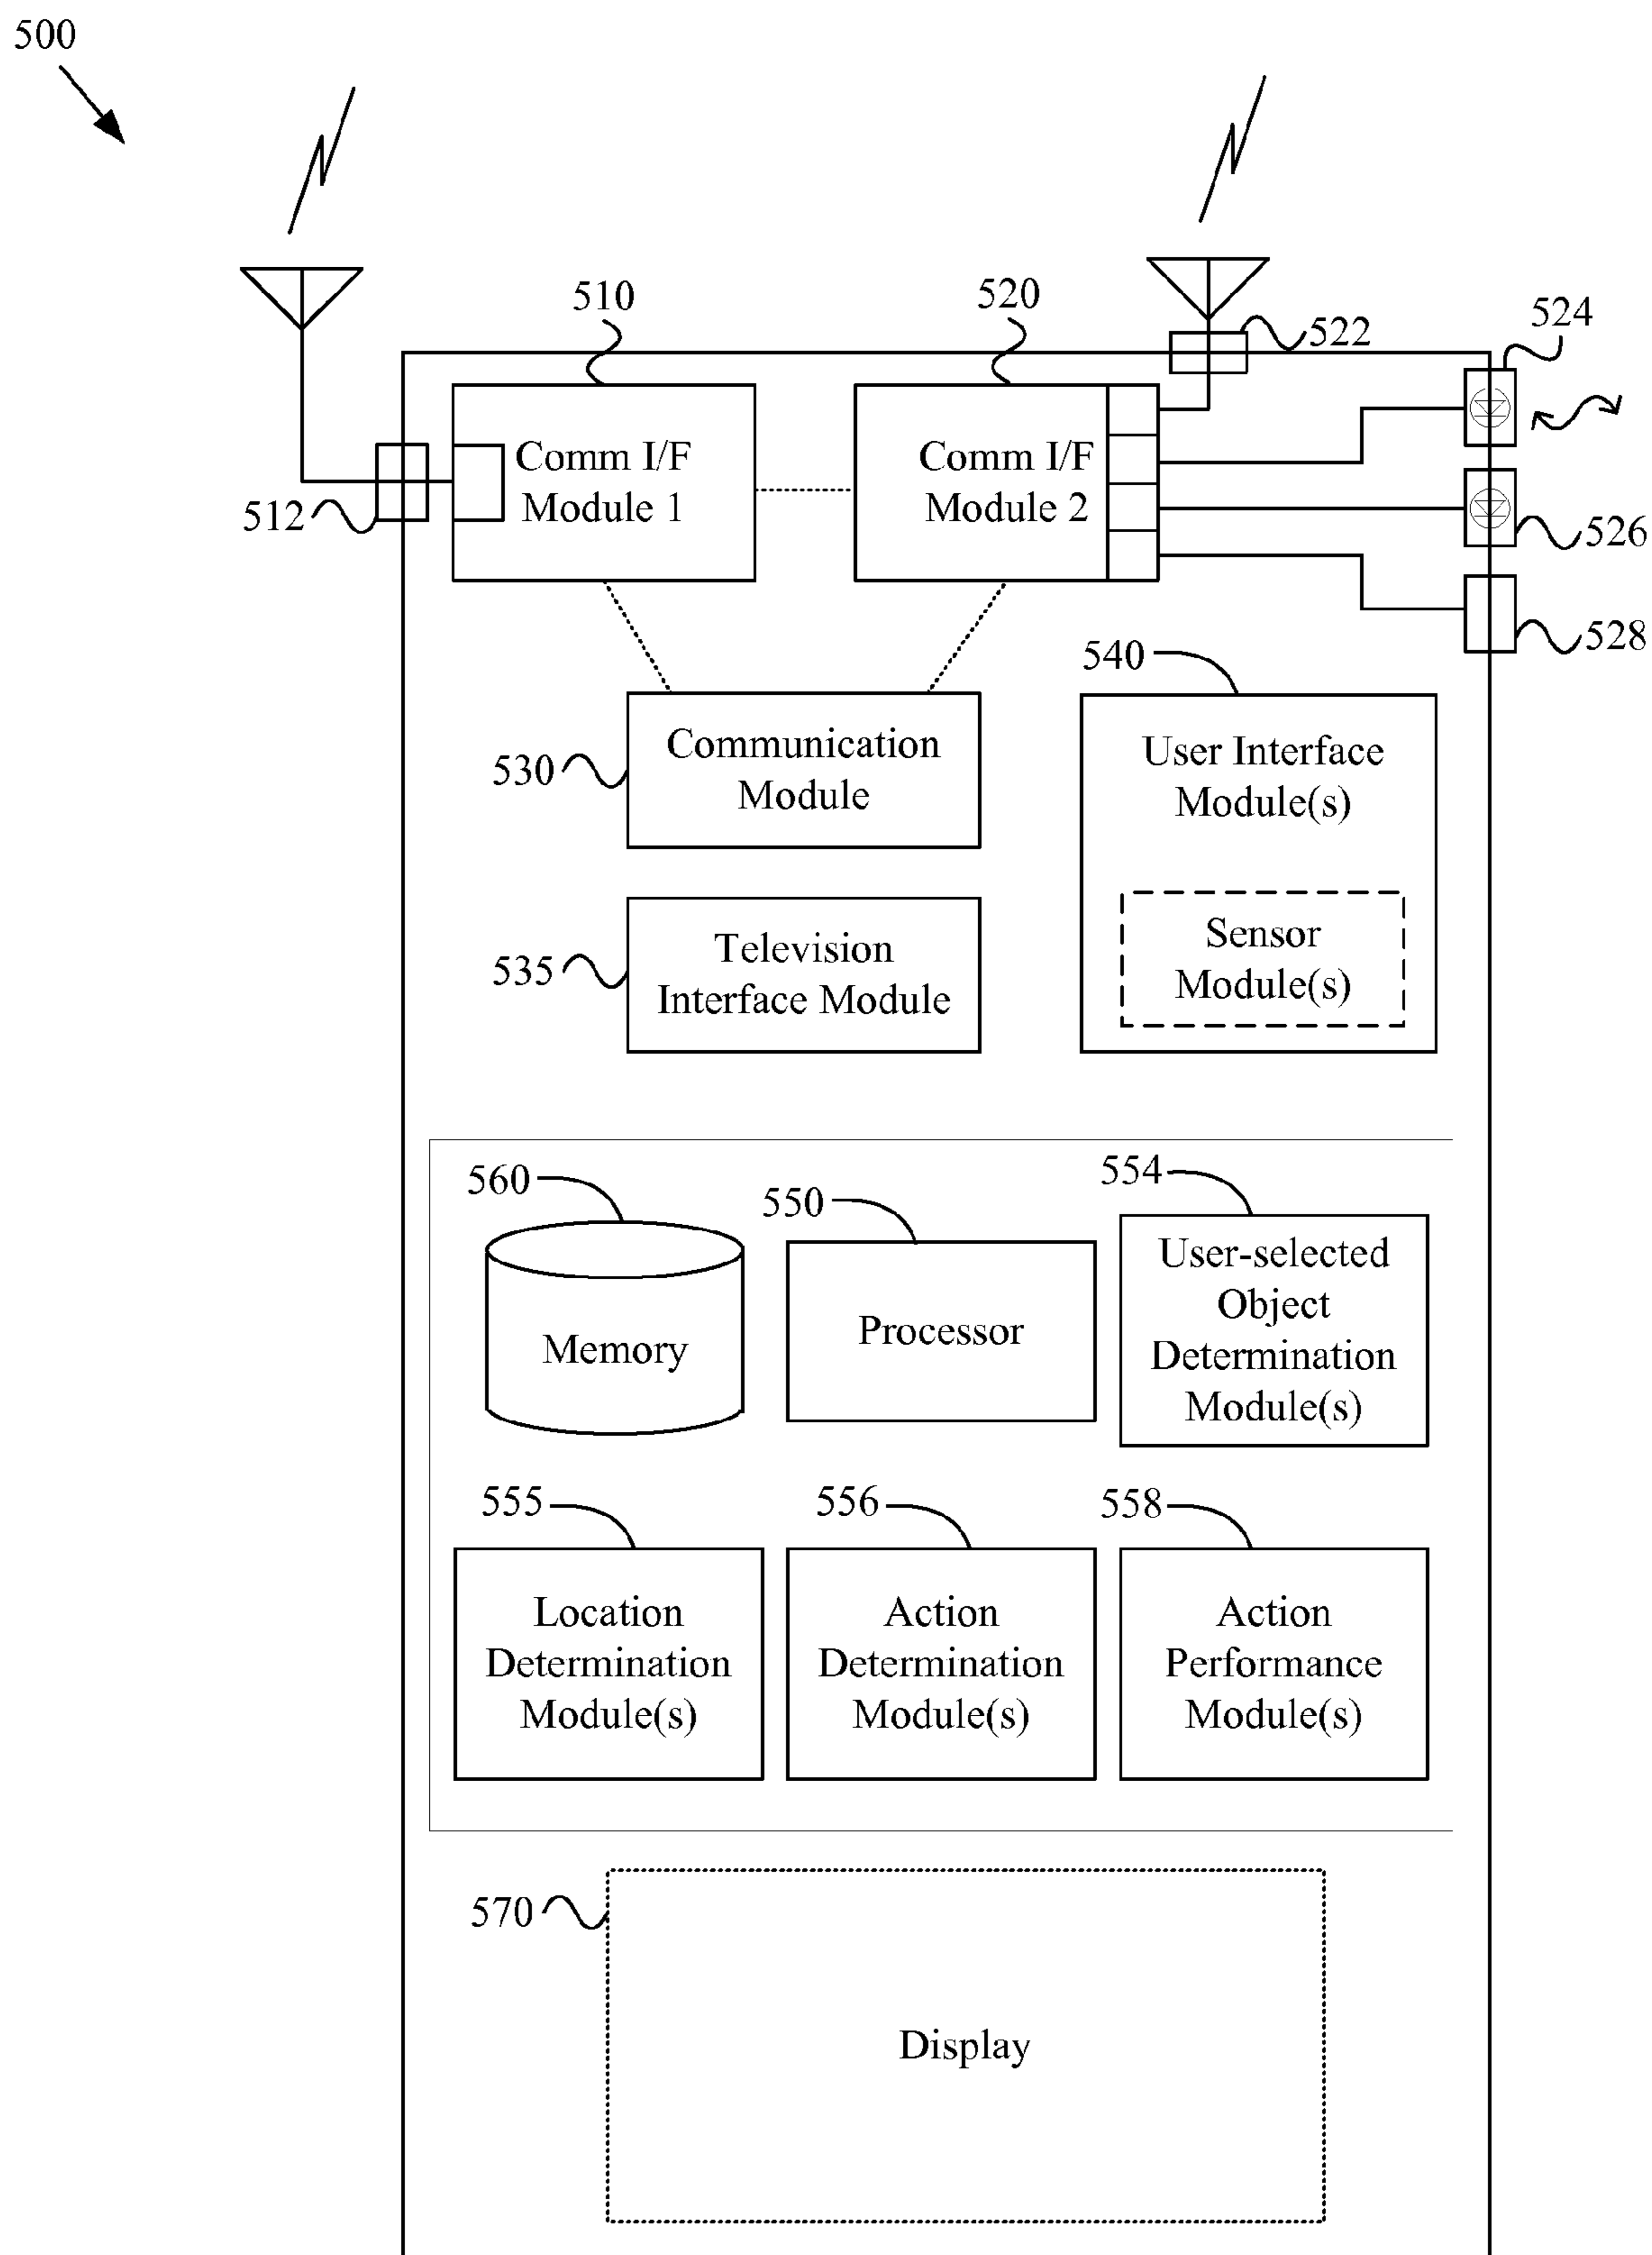 500
510
520
522
524
Comm I/F
Module 1
Comm I/F
Module 2
512
526
528
540
530
Communication
Module
User Interface
Module(s)
535
Television
Interface Module
Sensor
Module(s)
560
550
554
Memory
Processor
User-selected
Object
Determination
Module(s)
555
556
558
Location
Determination
Module(s)
Action
Determination
Module(s)
Action
Performance
Module(s)
570
Display